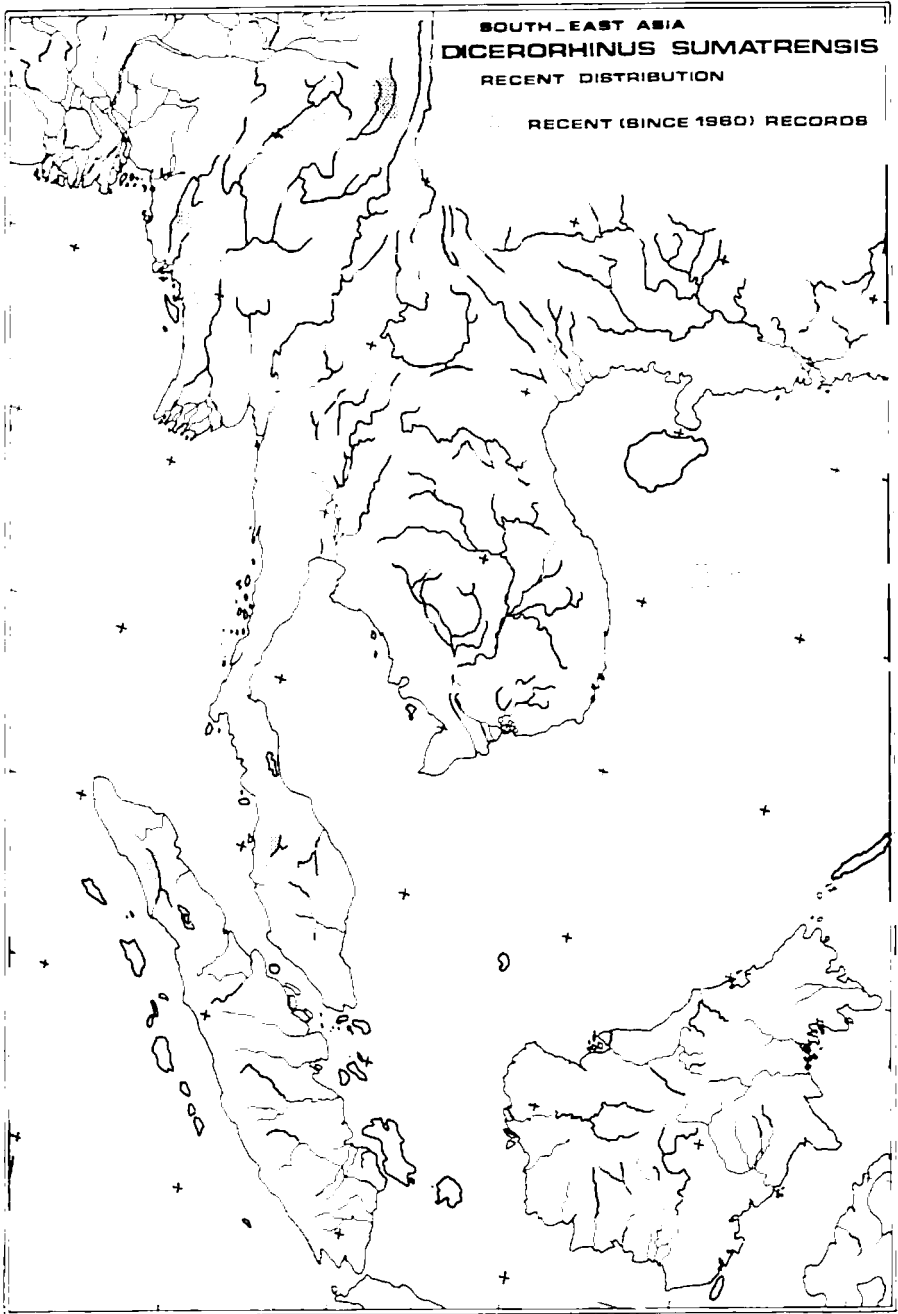 SOUTH_EAST ASIA
DICERORHINUS SUMATRENSIS
RECENT DISTRIBUTION
RECENT (SINCE 1960) RECORDS